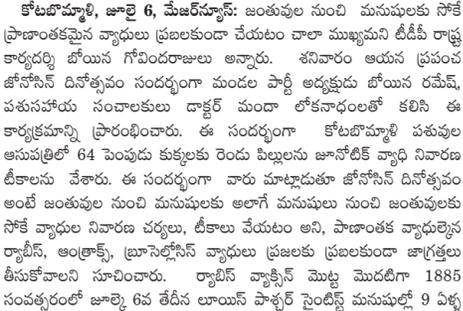 కోటబొమ్మాళి, జూలై 6, మేజర్‌న్యూస్: జంతువుల నుంచి మనుషులకు సోకే
ప్రాణాంతకమైన వ్యాధులు ప్రబలకుండా చేయటం చాలా ముఖ్యమని టీడీపీ రాష్ట్ర
కార్యదర్శి బోయిన గోవిందరాజులు అన్నారు. శనివారం ఆయన ప్రపంచ
జోనోసిన్ దినోత్సవం సందర్భంగా మండల పార్టీ అధ్యక్షుడు బోయిన రమేష్,
పశుసహాయ సంచాలకులు డాక్టర్ మందా లోకనాధంలతో కలిసి ఈ
కార్యక్రమాన్ని ప్రారంభించారు. ఈ సందర్భంగా కోటబొమ్మాళి పశువుల
ఆసుపత్రిలో 64 పెంపుడు కుక్కలకు రెండు పిల్లులను జూనోటిక్ వ్యాధి నివారణ
టీకాలను వేశారు. ఈ సందర్భంగా వారు మాట్లాడుతూ జోనోసిన్ దినోత్సవం
అంటే జంతువుల నుంచి మనుషులకు అలాగే మనుషులు నుంచి జంతువులకు
సోకే వ్యాధుల నివారణ చర్యలు, టీకాలు వేయటం అని, పాణాంతక వ్యాధుల్కైన
ర్యాబీస్, ఆంత్రాక్స్, బ్రూసెల్లోసిస్ వ్యాధులు ప్రజలకు ప్రబలకుండా జాగ్రత్తలు
తీసుకోవాలని సూచించారు. ర్యాబిస్ వ్యాక్సిన్ మొట్ట మొదటిగా 1885
సంవత్సరంలో జూల్కై 6వ తేదీన లూయిస్ పాశ్చర్ సైంటిస్ట్ మనుషుల్లో 9 ఏళ్ళ